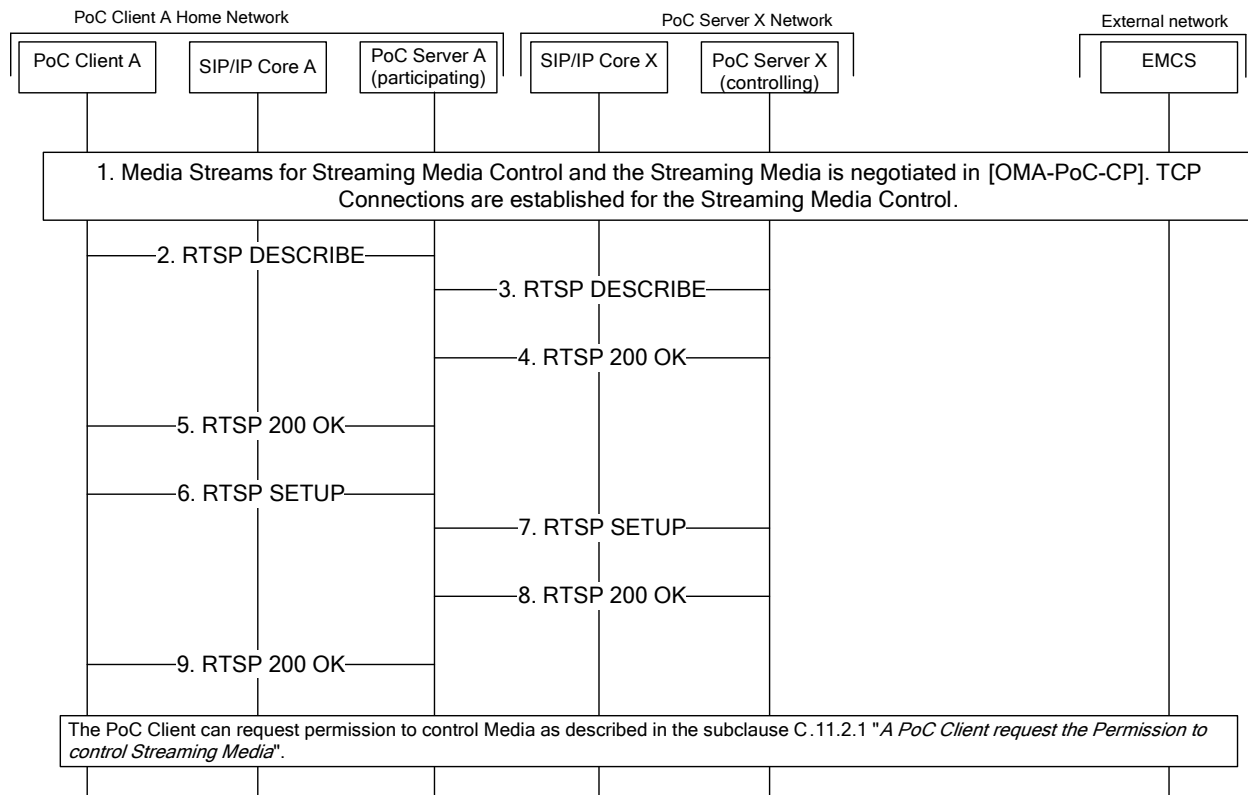 PoC Client A Home Network
PoC Server X Network
External network
PoC Client A
SIP/IP Core A
PoC Server A
(participating)
SIP/IP Core X
PoC Server X
(controlling)
EMCS
1. Media Streams for Streaming Media Control and the Streaming Media is negotiated in [OMA-PoC-CP]. TCP
Connections are established for the Streaming Media Control.
2. RTSP DESCRIBE
3. RTSP DESCRIBE
4. RTSP 200 OK
5. RTSP 200 OK
6. RTSP SETUP
7. RTSP SETUP
8. RTSP 200 OK
9. RTSP 200 OK
The PoC Client can request permission to control Media as described in the subclause C.11.2.1 "A PoC Client request the Permission to
control Streaming Media".